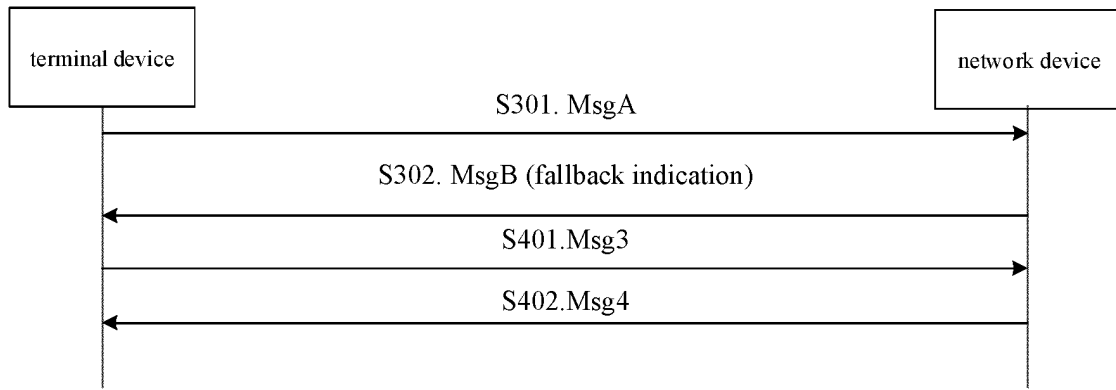 terminal device
network device
S301. MsgA
S302. MsgB (fallback indication)
S401.Msg3
S402.Msg4